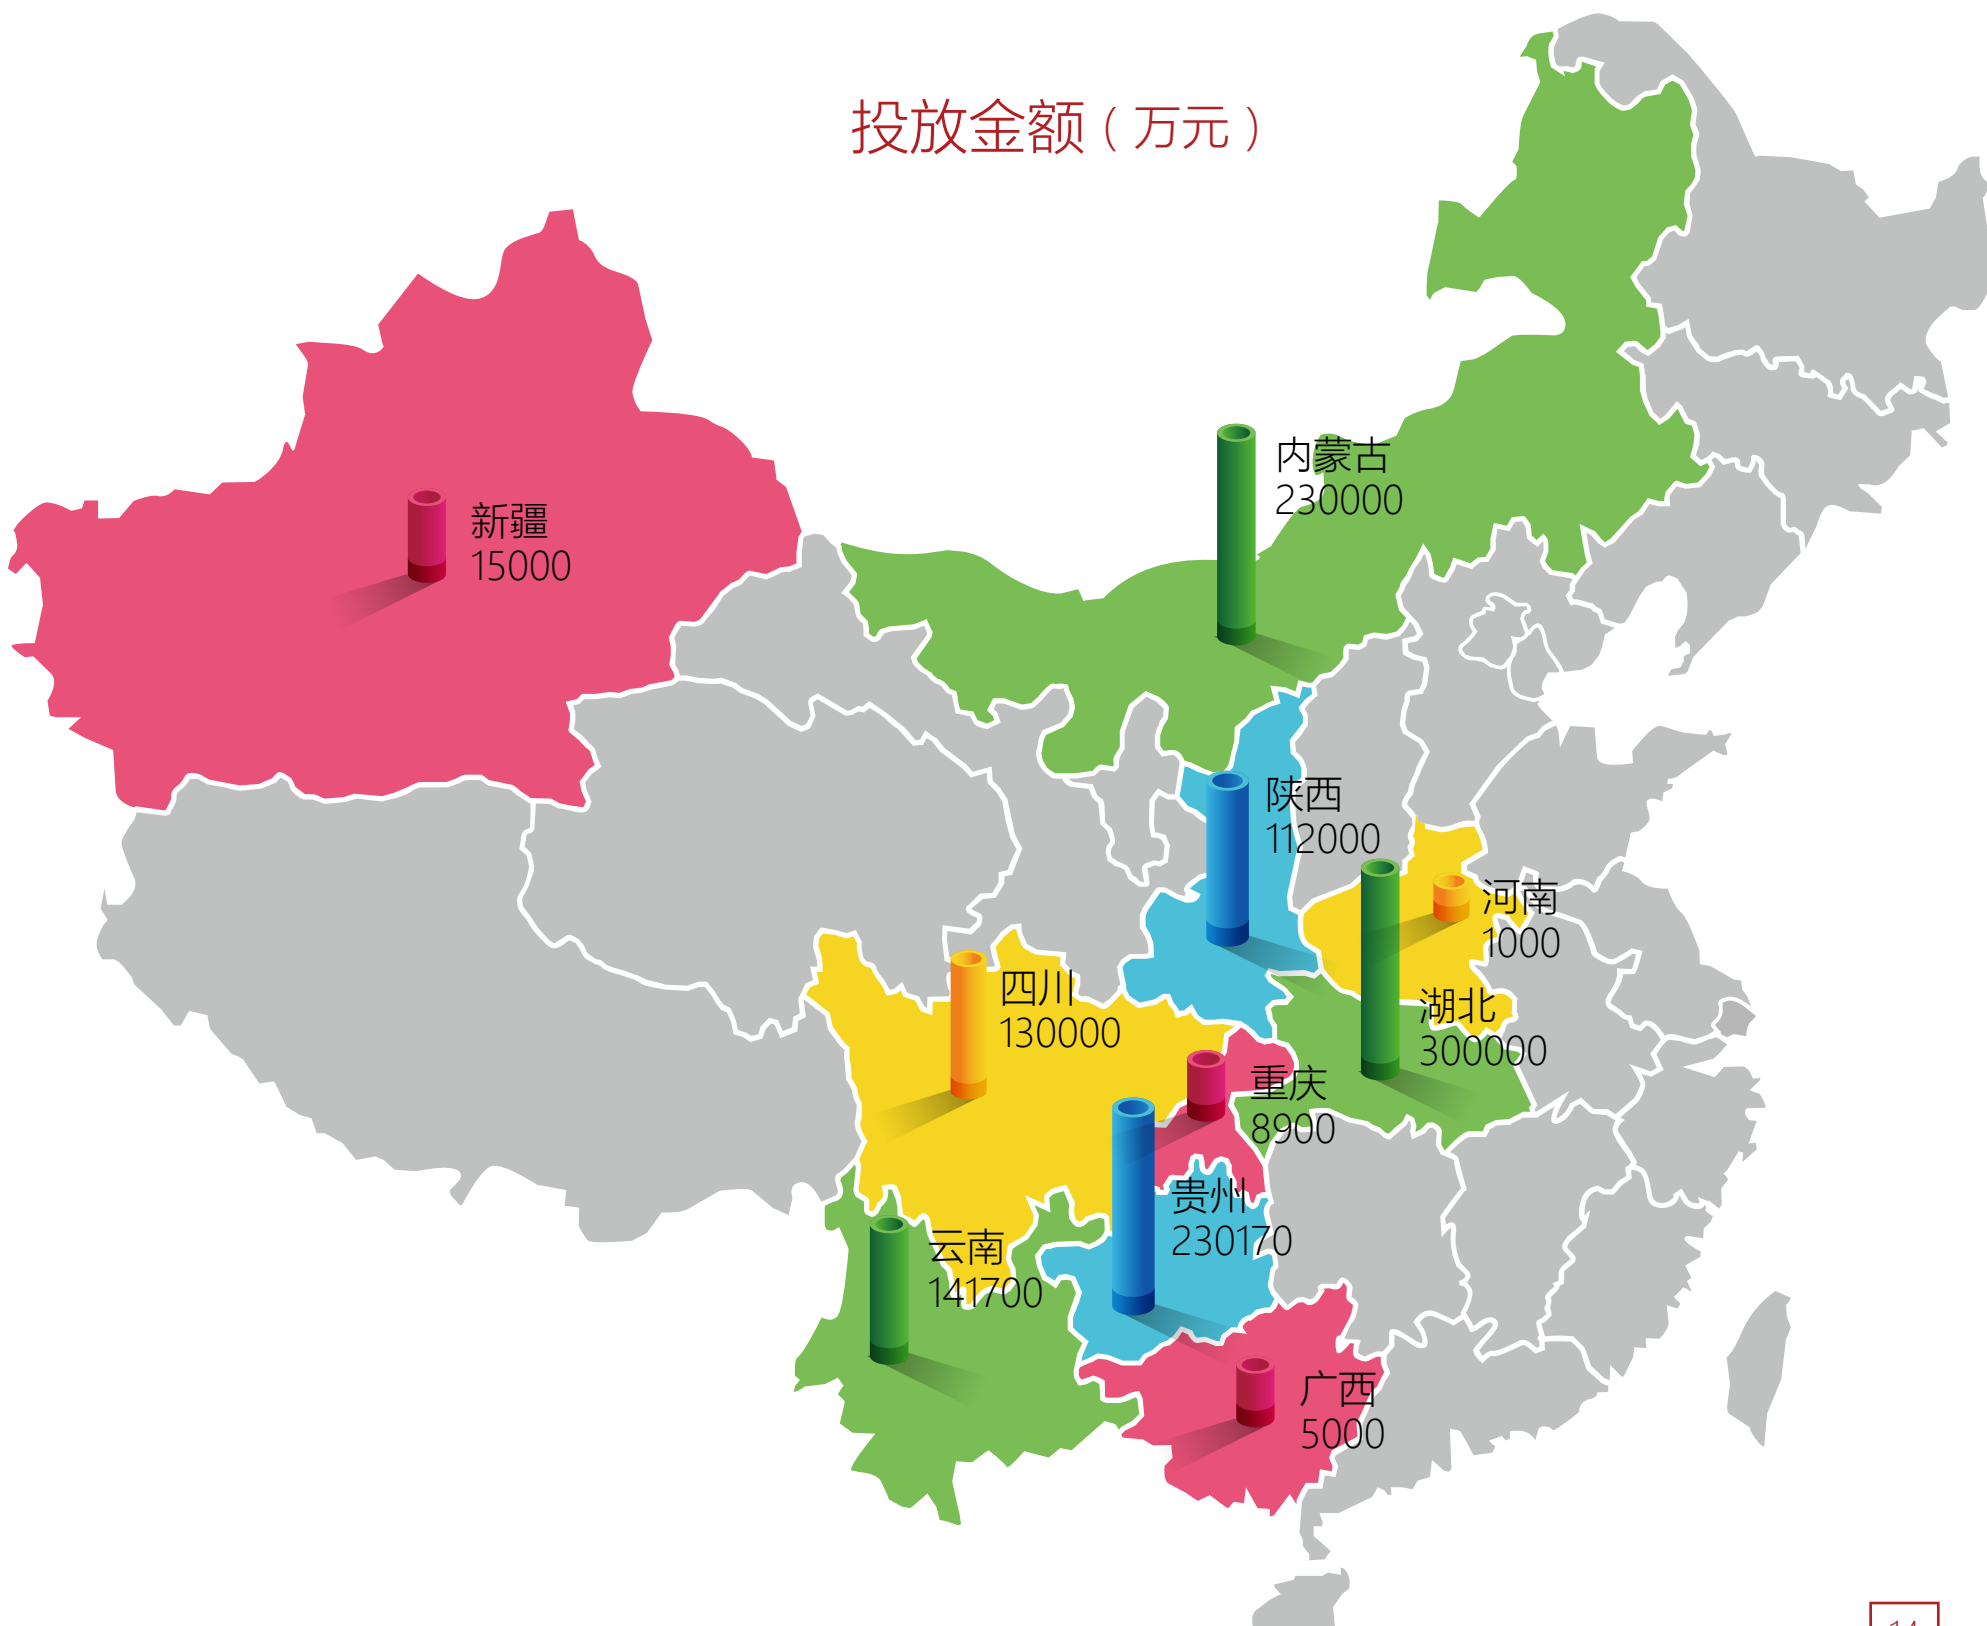 投放金额（万元）
内蒙古
230000
新疆
15000
陕西
112000
河南
1000
四川
130000
湖北
300000
重庆
8900
贵州
230170
云南
141700
广西
5000
14